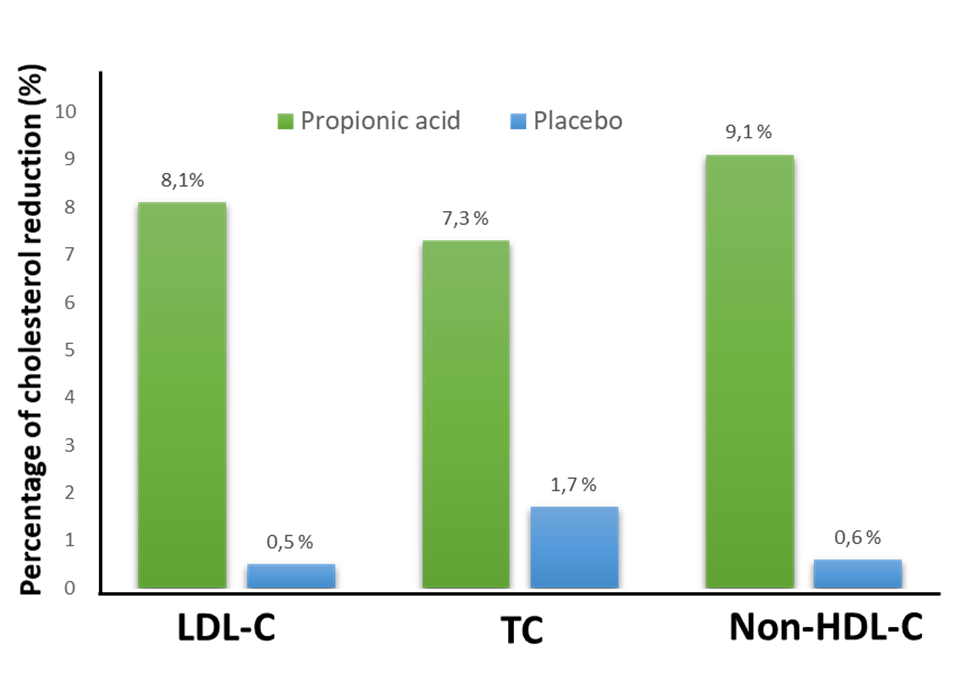 Percentage of cholesterol reduction (%)
10
9
8
7
6
5
4
3
2
1
0
Propionic acid
Placebo
8,1%
0,5 %
7,3 %
1,7 %
9,1 %
0,6 %
LDL-C
TC
Non-HDL-C